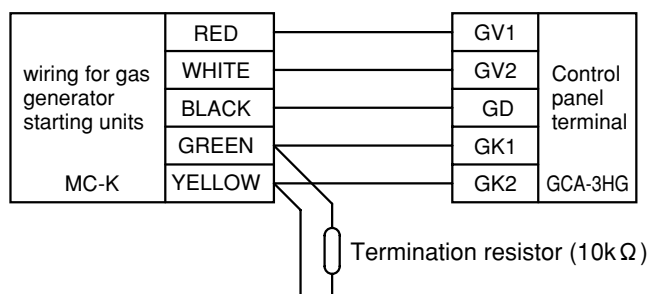 wiring for gas
generator
starting units
MC-K
RED
WHITE
BLACK
GREEN
YELLOW
GV1
GV2
GD
GK1
GK2
Control
panel
terminal
GCA-3HG
Termination resistor (10kΩ)